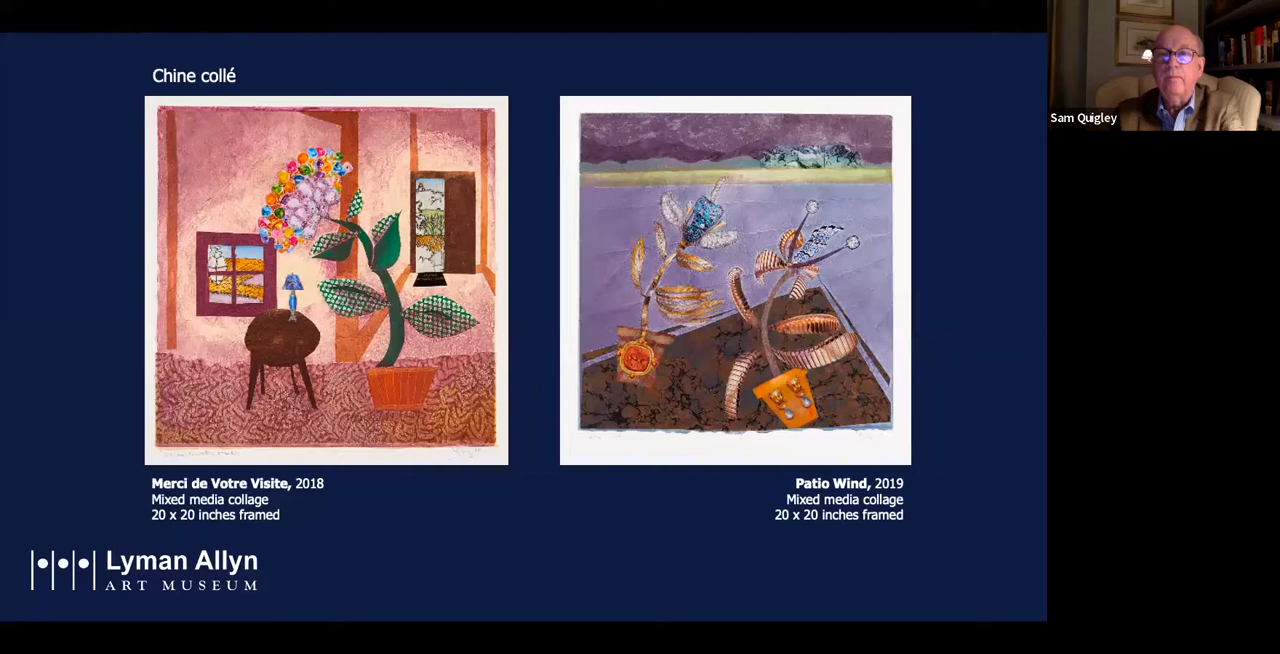 Chine collé
Sam Quigley
Merci de Votre Visite, 2018
Mixed media collage
20 x 20 inches framed
Patio Wind, 2019
Mixed media collage
20 x 20 inches framed
Lyman Allyn
ART MUSEUM